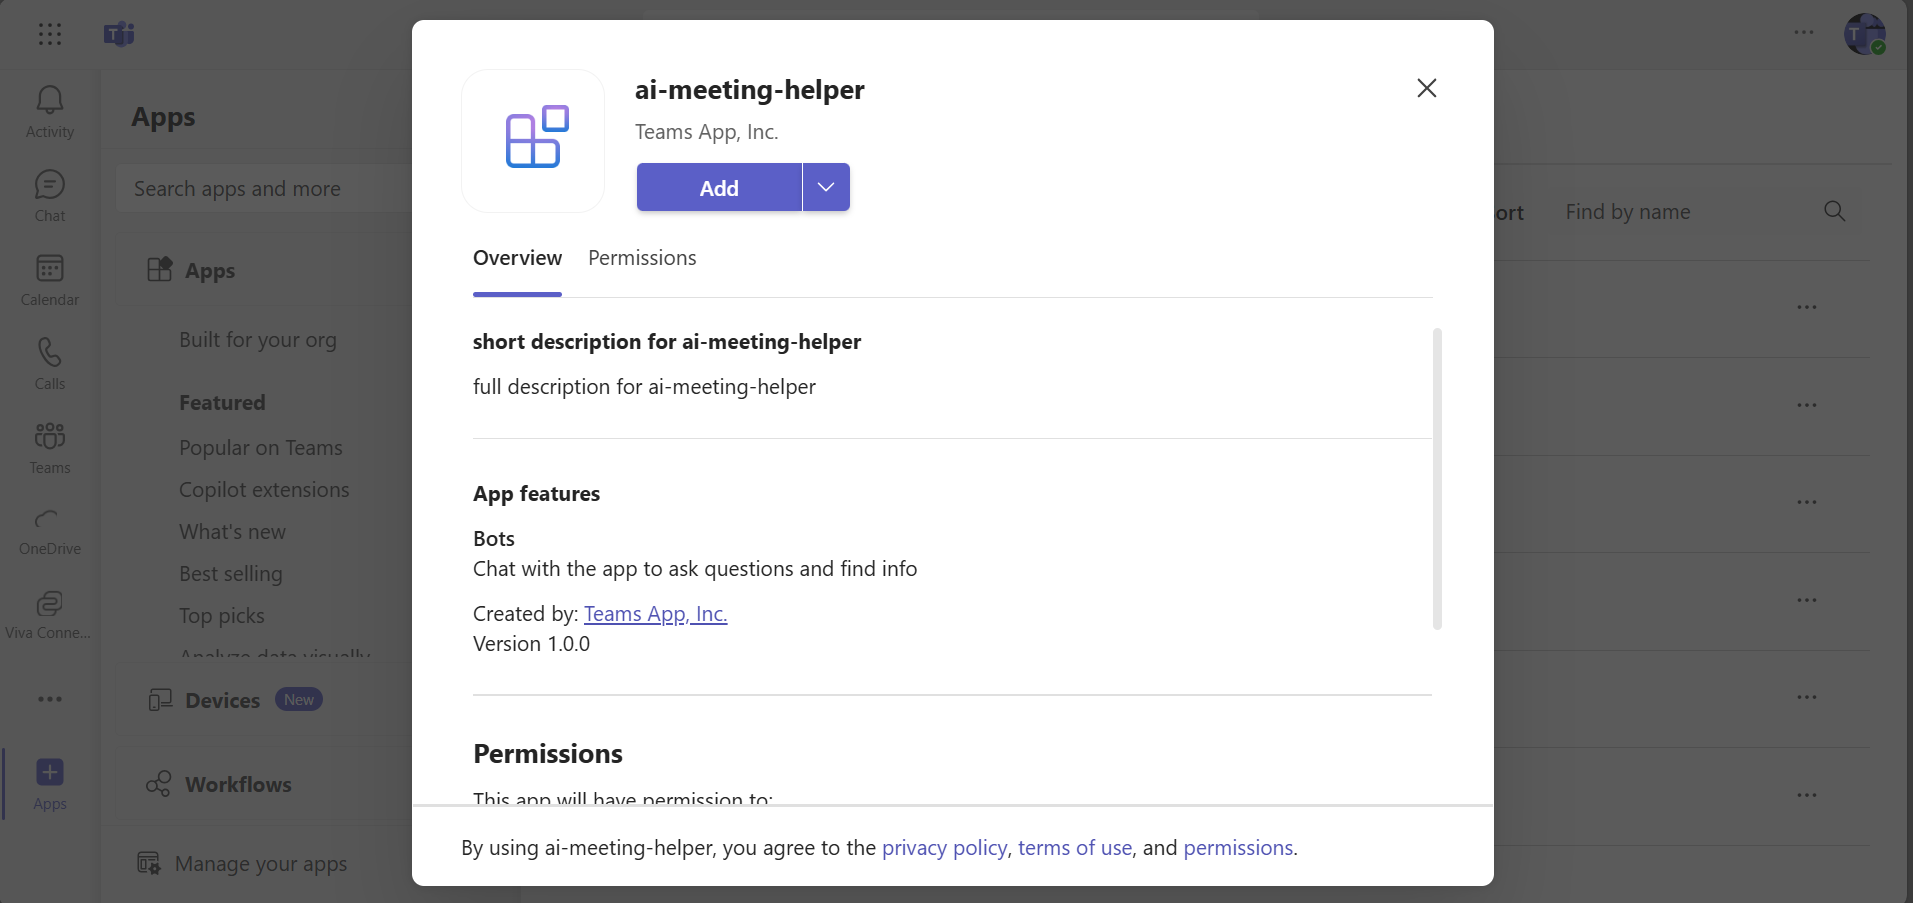 T
Activity
Chat
Calendar
Calls
Teams
OneDrive
Viva Conne...
Apps
Apps
Search apps and more
Apps
Built for your org
Featured
Popular on Teams
Copilot extensions
What's new
Best selling
Top picks
Analyze data visually
Devices New
Workflows
Manage your apps
ai-meeting-helper
Teams App, Inc.
Add
Overview Permissions
short description for ai-meeting-helper
full description for ai-meeting-helper
App features
Bots
Chat with the app to ask questions and find info
Created by: Teams App, Inc.
Version 1.0.0
Permissions
This app will have permission to:
By using ai-meeting-helper, you agree to the privacy policy, terms of use, and permissions.
T
ort
Find by name